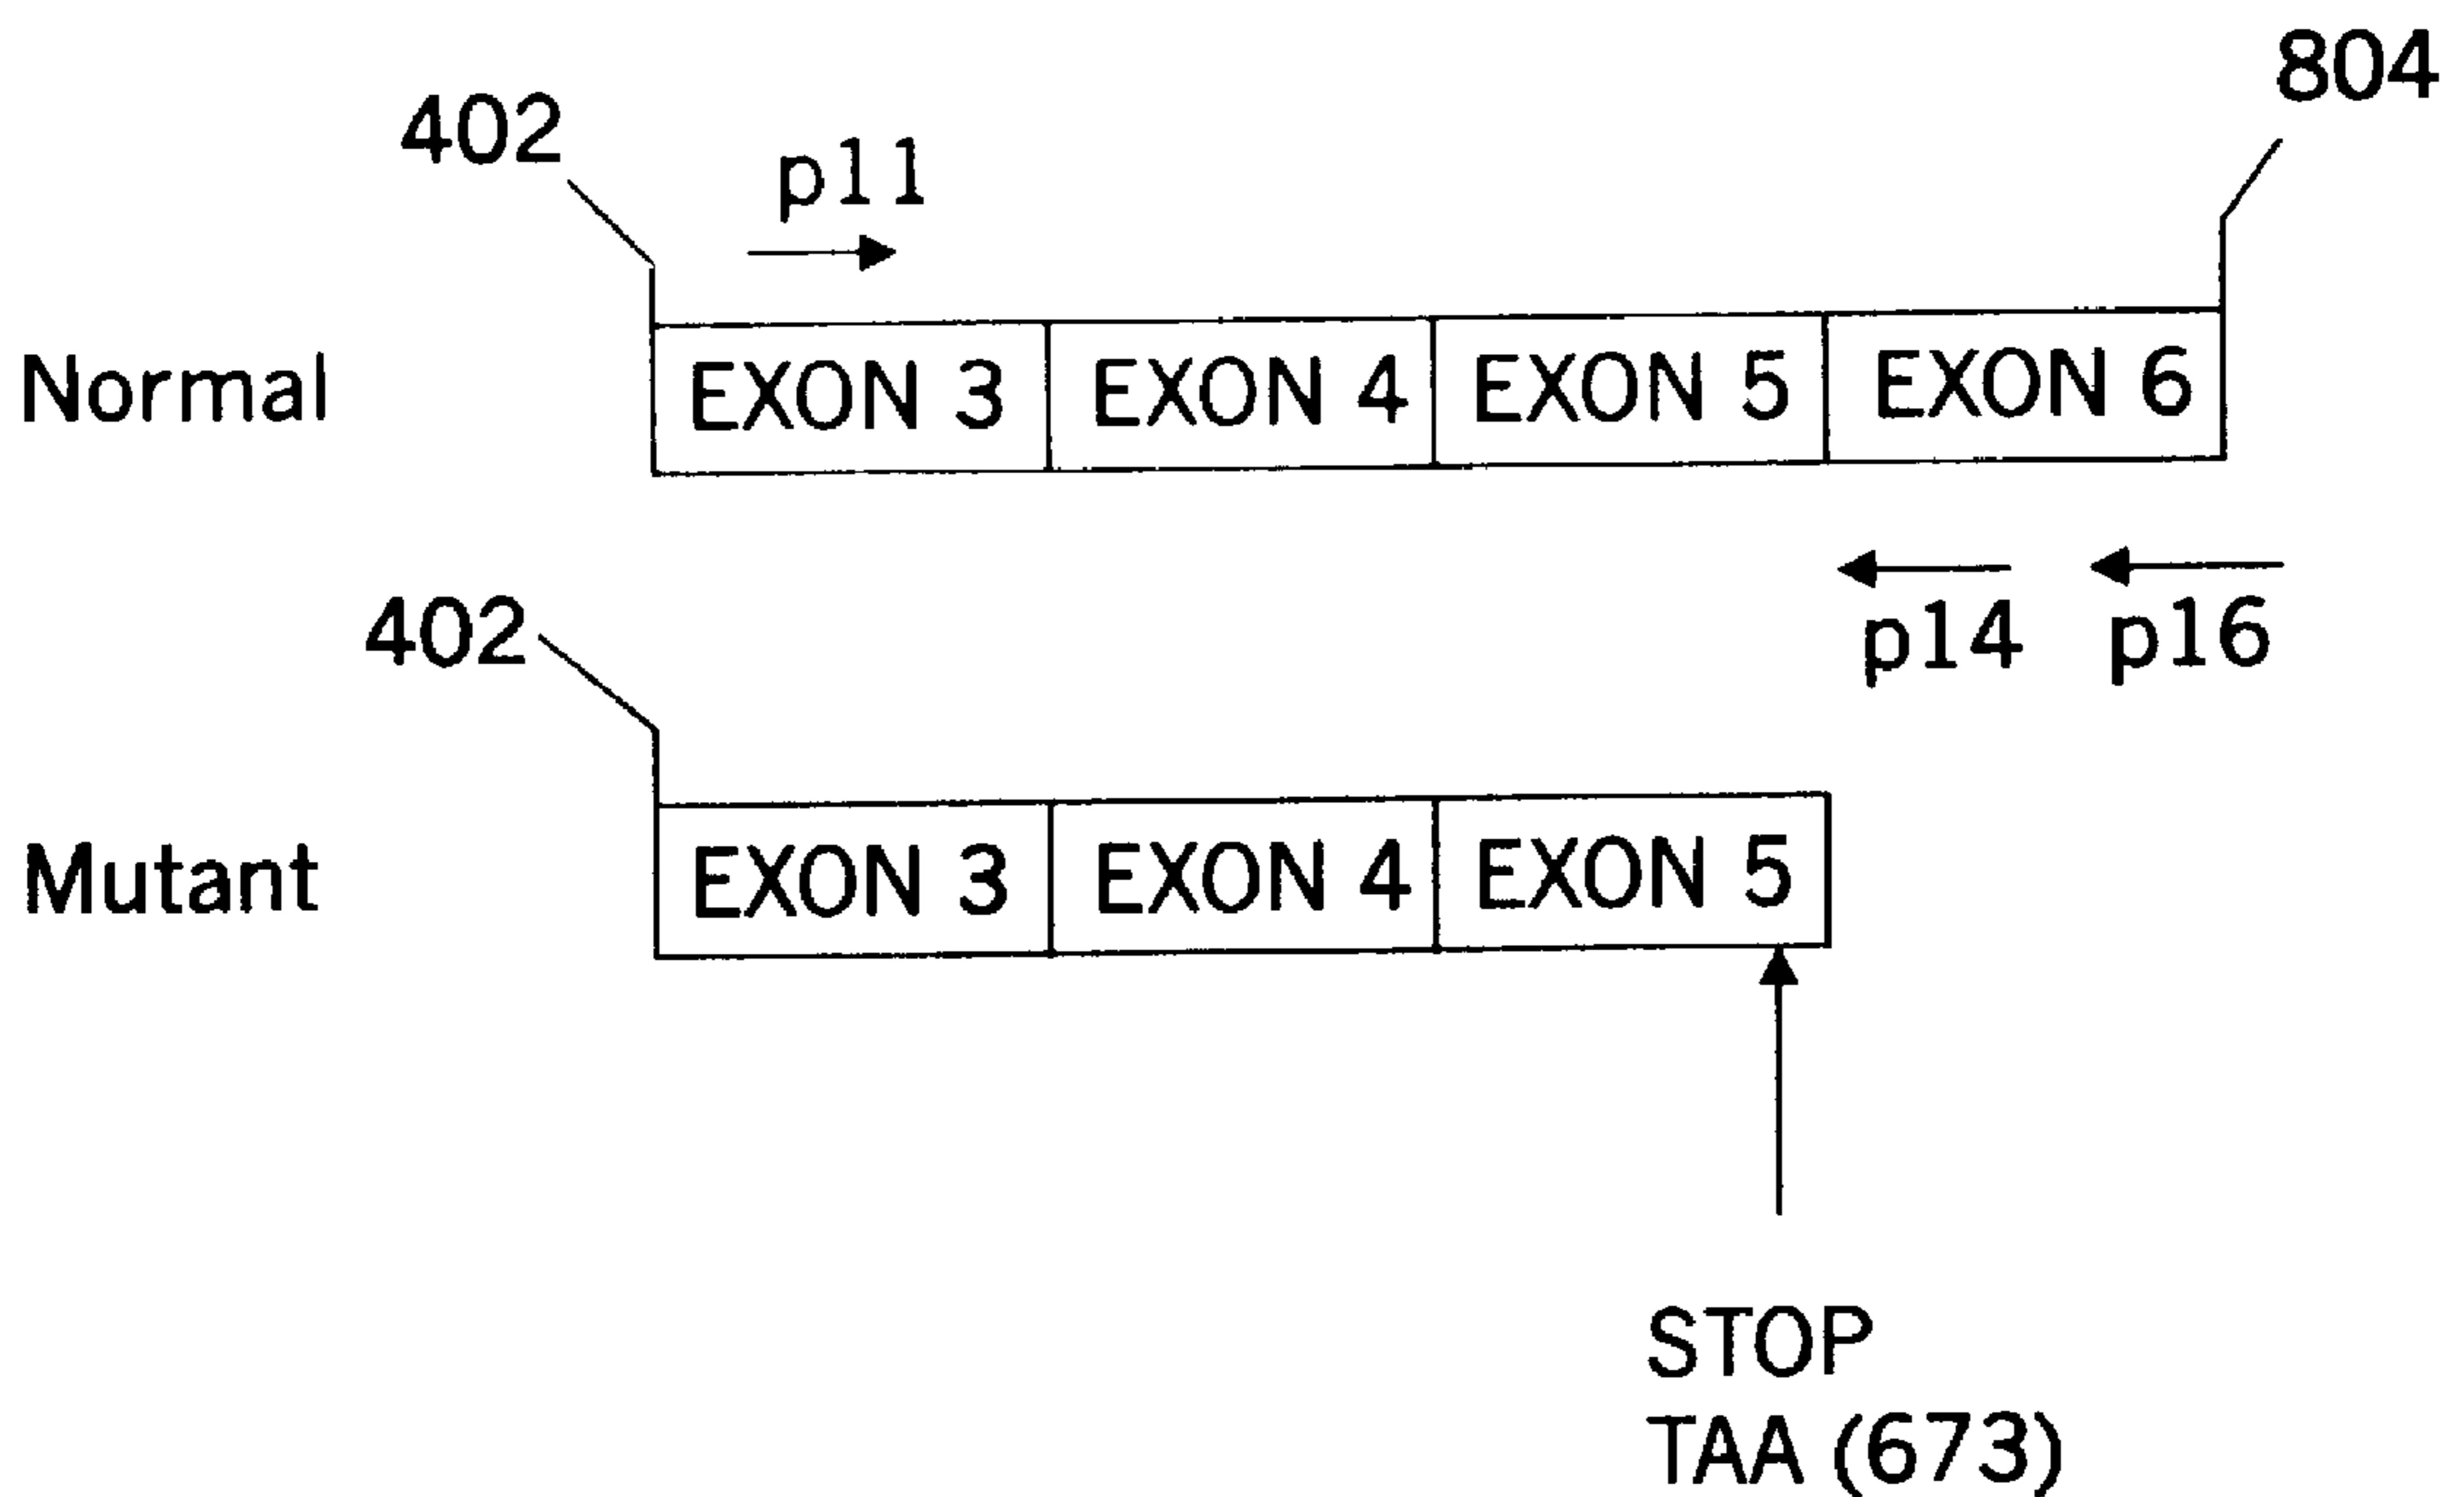 804
402
p11
Normal
EXON 3 EXON 4 EXON 5 EXON 6
p14 p16
402
Mutant
EXON 3 EXON 4 EXON 5
STOP
TAA (673)